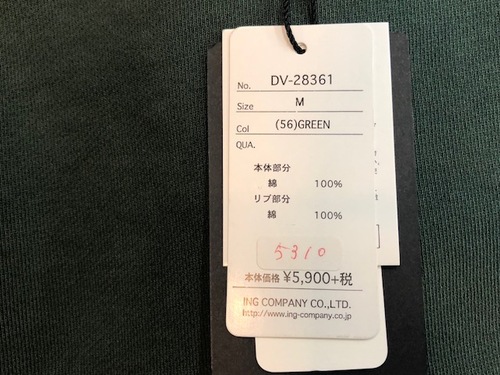 No. DV-28361
Size M
Col (56)GREEN
QUA.
本体部分
綿 100%
リブ部分
綿 100%
5310
本体価格 ¥5,900+税
ING COMPANY CO.,LTD.
http://www.ing-company.co.jp